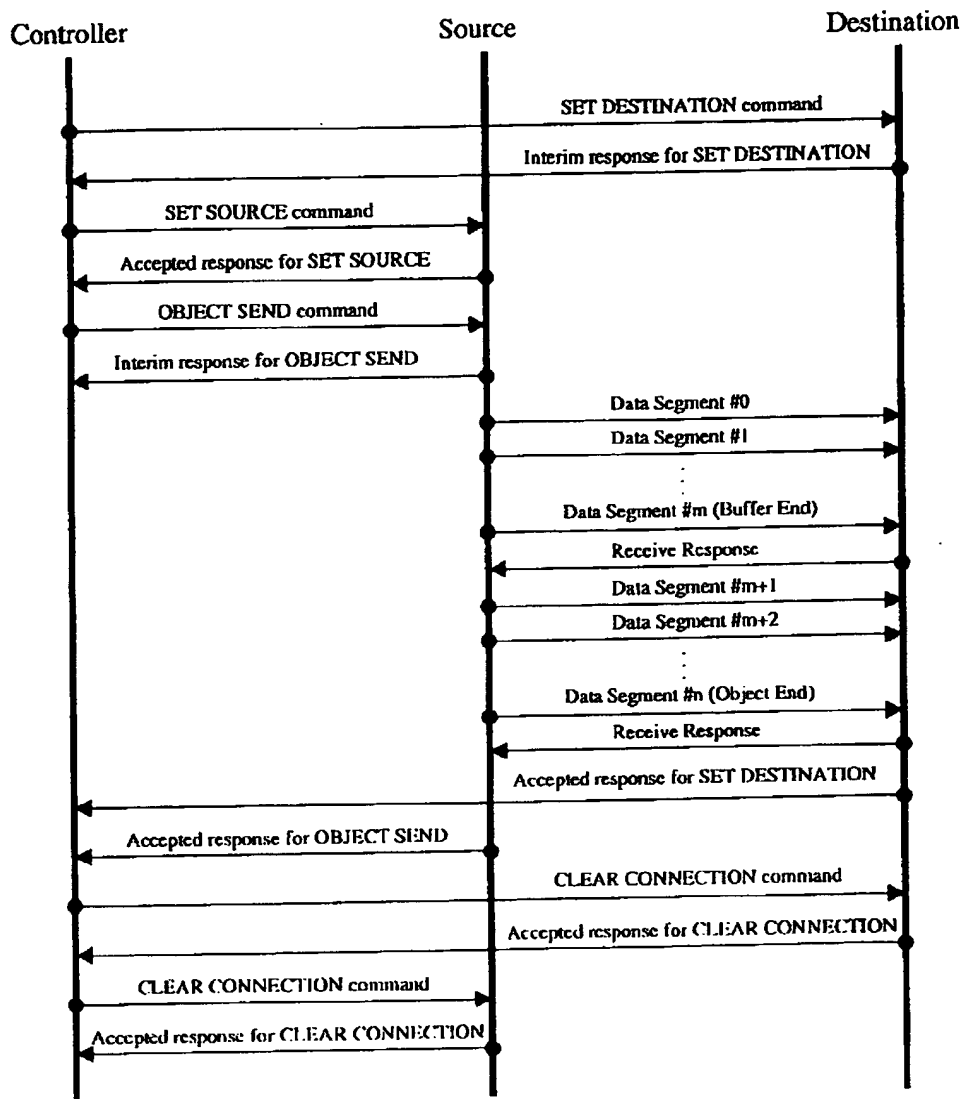 Controller
Source
Destination
SET DESTINATION command
Interim response for SET DESTINATION
SET SOURCE command
Accepted response for SET SOURCE
OBJECT SEND command
Interim response for OBJECT SEND
Data Segment #0
Data Segment #1
Data Segment #m (Buffer End)
Receive Response
Data Segment #m+1
Data Segment #m+2
Data Segment #n (Object End)
Receive Response
Accepted response for SET DESTINATION
Accepted response for OBJECT SEND
CLEAR CONNECTION command
Accepted response for CLEAR CONNECTION
CLEAR CONNECTION command
Accepted response for CLEAR CONNECTION